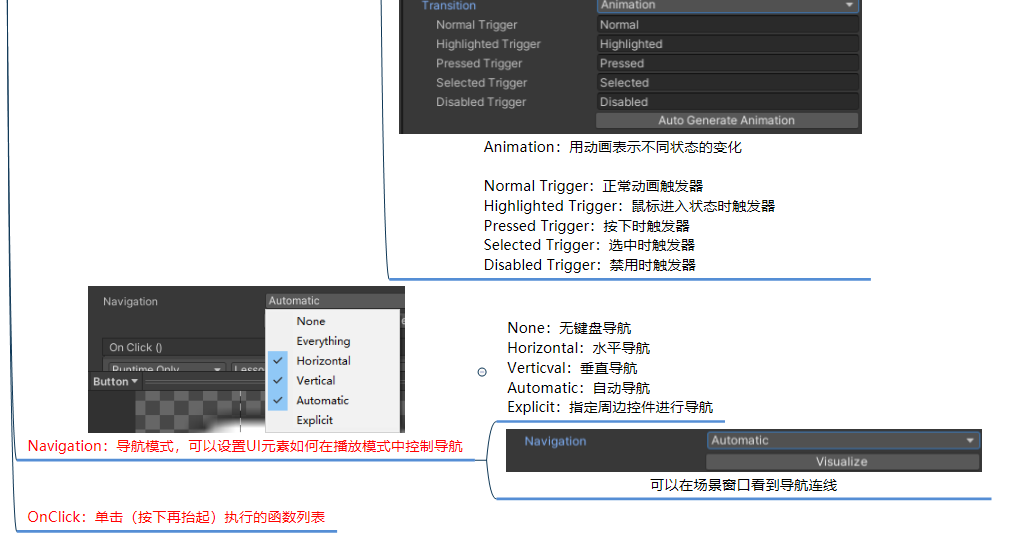 Transition Animation
Normal Trigger Normal
Highlighted Trigger Highlighted
Pressed Trigger Pressed
Selected Trigger Selected
Disabled Trigger Disabled
Auto Generate Animation
Animation：用动画表示不同状态的变化
Normal Trigger：正常动画触发器
Highlighted Trigger：鼠标进入状态时触发器
Pressed Trigger：按下时触发器
Selected Trigger：选中时触发器
Disabled Trigger：禁用时触发器
Navigation Automatic
None
Everything
Horizontal
Vertical
Automatic
Explicit
On Click ()
Runtime Only
Button
Navigation：导航模式，可以设置UI元素如何在播放模式中控制导航
None：无键盘导航
Horizontal：水平导航
Verticval：垂直导航
Automatic：自动导航
Explicit：指定周边控件进行导航
Navigation Automatic
Visualize
可以在场景窗口看到导航连线
OnClick：单击（按下再抬起）执行的函数列表